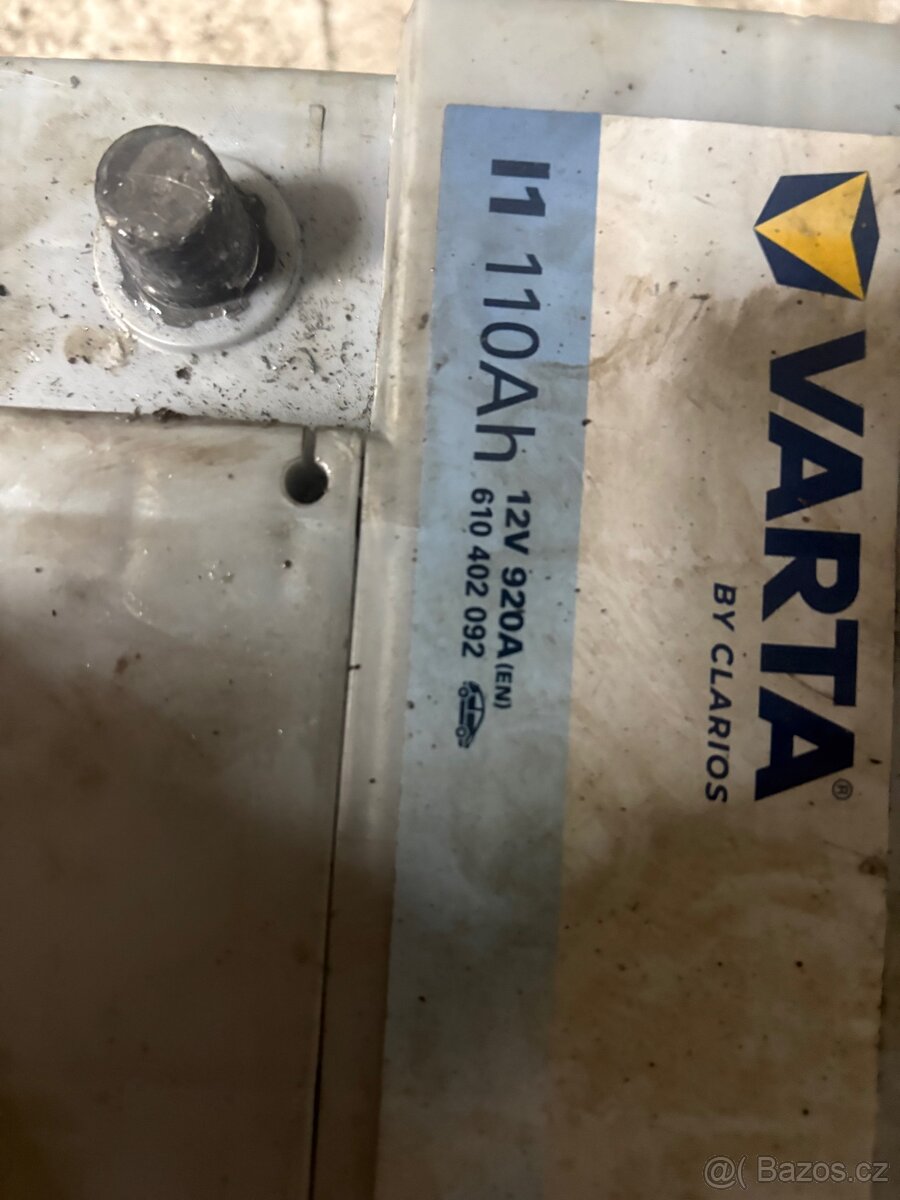 VARTA®
BY CLARIOS
I1 110Ah
12V 920A (EN)
610 402 092
@( Bazos.cz